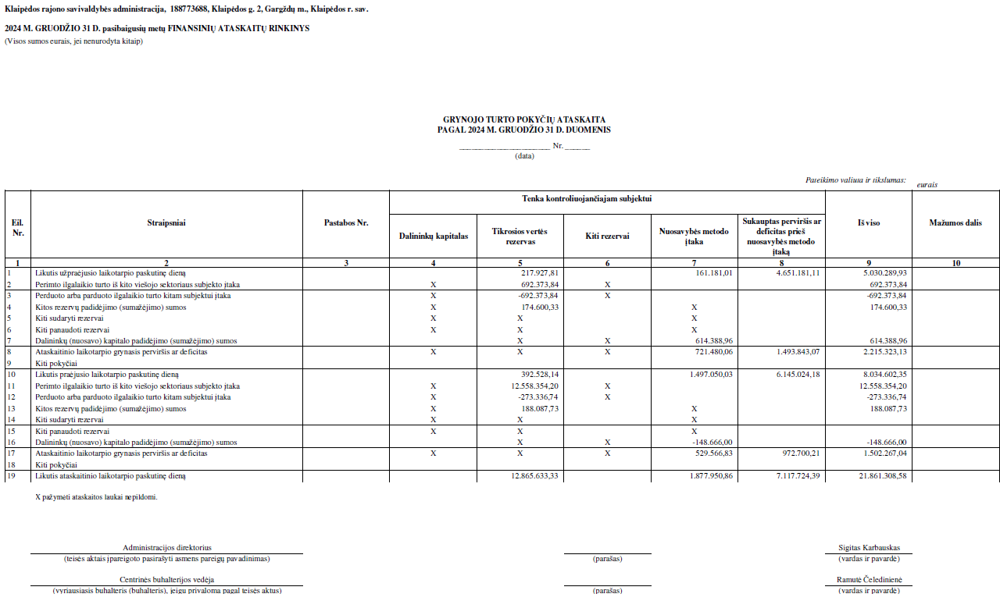 Klaipėdos rajono savivaldybės administracija, 188773688, Klaipėdos g. 2, Gargždų m., Klaipėdos r. sav.
2024 M. GRUODŽIO 31 D. pasibaigusių metų FINANSINIŲ ATASKAITŲ RINKINYS
(Visos sumos eurais, jei nenurodyta kitaip)
GRYNOJO TURTO POKYČIŲ ATASKAITA
PAGAL 2024 M. GRUODŽIO 31 D. DUOMENIS
______________________ Nr. ______
(data)
Pateikimo valiuta ir tikslumas: eurais
Eil. Nr. Straipsniai Pastabos Nr. Tenka kontroliuojančiajam subjektui Iš viso Mažumos dalis
Dalininkų kapitalas Tikrosios vertės rezervas Kiti rezervai Nuosavybės metodo įtaka Sukauptas perviršis ar deficitas prieš nuosavybės metodo įtaką
1 2 3 4 5 6 7 8 9 10
1 Likutis užpraėjusio laikotarpio paskutinę dieną 217.927,81 161.181,01 4.651.181,11 5.030.289,93
2 Perimto ilgalaikio turto iš kito viešojo sektoriaus subjekto įtaka X 692.373,84 X 692.373,84
3 Perduoto arba parduoto ilgalaikio turto kitam subjektui įtaka X -692.373,84 X -692.373,84
4 Kitos rezervų padidėjimo (sumažėjimo) sumos X 174.600,33 X 174.600,33
5 Kiti sudaryti rezervai X X X
6 Kiti panaudoti rezervai X X X
7 Dalininkų (nuosavo) kapitalo padidėjimo (sumažėjimo) sumos X X 614.388,96 614.388,96
8 Ataskaitinio laikotarpio grynasis perviršis ar deficitas X X X 721.480,06 1.493.843,07 2.215.323,13
9 Kiti pokyčiai
10 Likutis praėjusio laikotarpio paskutinę dieną 392.528,14 1.497.050,03 6.145.024,18 8.034.602,35
11 Perimto ilgalaikio turto iš kito viešojo sektoriaus subjekto įtaka X 12.558.354,20 X 12.558.354,20
12 Perduoto arba parduoto ilgalaikio turto kitam subjektui įtaka X -273.336,74 X -273.336,74
13 Kitos rezervų padidėjimo (sumažėjimo) sumos X 188.087,73 X 188.087,73
14 Kiti sudaryti rezervai X X X
15 Kiti panaudoti rezervai X X X
16 Dalininkų (nuosavo) kapitalo padidėjimo (sumažėjimo) sumos X X -148.666,00 -148.666,00
17 Ataskaitinio laikotarpio grynasis perviršis ar deficitas X X X 529.566,83 972.700,21 1.502.267,04
18 Kiti pokyčiai
19 Likutis ataskaitinio laikotarpio paskutinę dieną 12.865.633,33 1.877.950,86 7.117.724,39 21.861.308,58
X pažymėti ataskaitos laukai nepildomi.
Administracijos direktorius Sigitas Karbauskas
(teisės aktais įpareigoto pasirašyti asmens pareigų pavadinimas) (parašas) (vardas ir pavardė)
Centrinės buhalterijos vedėja Ramutė Čeledinienė
(vyriausiasis buhalteris (buhalteris), jeigu privaloma pagal teisės aktus) (parašas) (vardas ir pavardė)